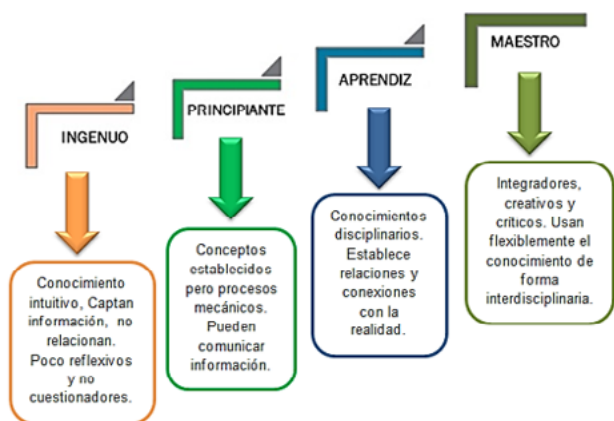 INGENUO
Conocimiento
intuitivo, Captan
información, no
relacionan.
Poco reflexivos
y no
cuestionadores.
PRINCIPIANTE
Conceptos
establecidos
pero procesos
mecánicos.
Pueden
comunicar
información.
APRENDIZ
Conocimientos
disciplinarios.
Establece
relaciones y
conexiones
con la
realidad.
MAESTRO
Integradores,
creativos y
críticos. Usan
flexiblemente el
conocimiento de
forma
interdisciplinaria.